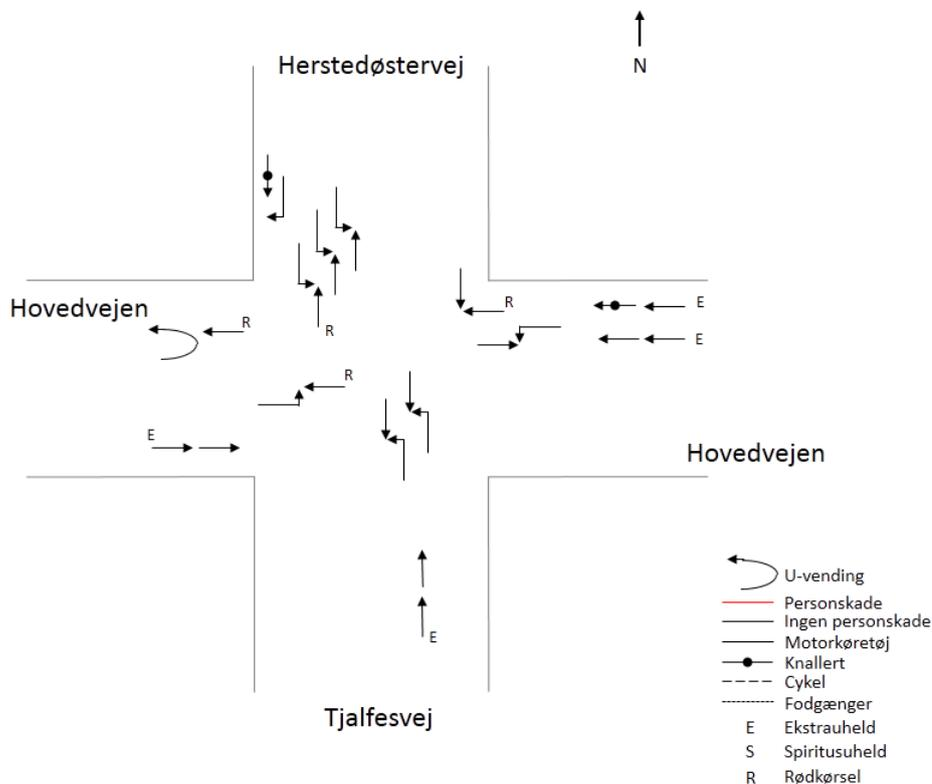 Herstedøstervej
N
Hovedvejen
R
R
R
E
E
R
E
Hovedvejen
E
Tjalfesvej
U-vending
Personskade
Ingen personskade
Motorkøretøj
Knallert
Cykel
Fodgænger
E Ekstrauheld
S Spiritusuheld
R Rødkørsel